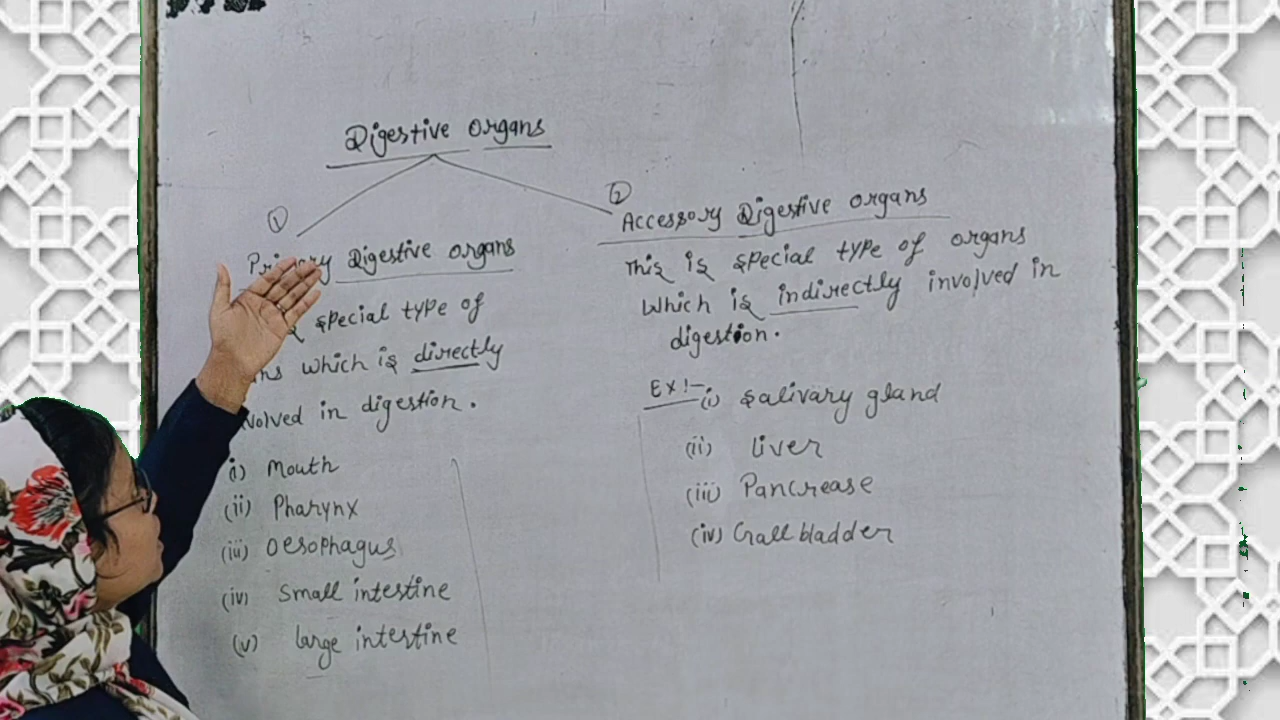 Digestive Organs
①
Primary Digestive organs
special type of
which is directly
involved in digestion.
(i) Mouth
(ii) Pharynx
(iii) Oesophagus
(iv) Small intestine
(v) large intestine
②
Accessory Digestive organs
This is special type of organs
which is indirectly involved in
digestion.
Ex!- (i) Salivary gland
(ii) Liver
(iii) Pancrease
(iv) Gall bladder